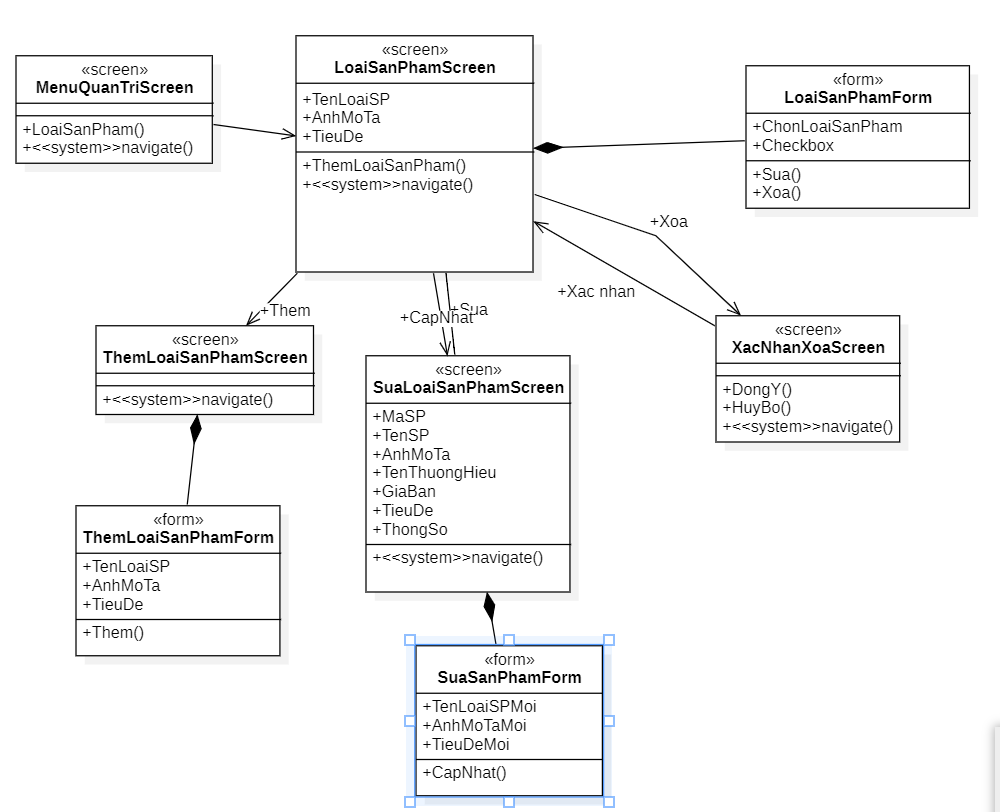 «screen»
MenuQuanTriScreen
+LoaiSanPham()
+<<system>>navigate()
«screen»
LoaiSanPhamScreen
+TenLoaiSP
+AnhMoTa
+TieuDe
+ThemLoaiSanPham()
+<<system>>navigate()
«form»
LoaiSanPhamForm
+ChonLoaiSanPham
+Checkbox
+Sua()
+Xoa()
+Xoa
+Xac nhan
+Them
+Sua
+CapNhat
«screen»
ThemLoaiSanPhamScreen
+<<system>>navigate()
«screen»
SuaLoaiSanPhamScreen
+MaSP
+TenSP
+AnhMoTa
+TenThuongHieu
+GiaBan
+TieuDe
+ThongSo
+<<system>>navigate()
«screen»
XacNhanXoaScreen
+DongY()
+HuyBo()
+<<system>>navigate()
«form»
ThemLoaiSanPhamForm
+TenLoaiSP
+AnhMoTa
+TieuDe
+Them()
«form»
SuaSanPhamForm
+TenLoaiSPMoi
+AnhMoTaMoi
+TieuDeMoi
+CapNhat()